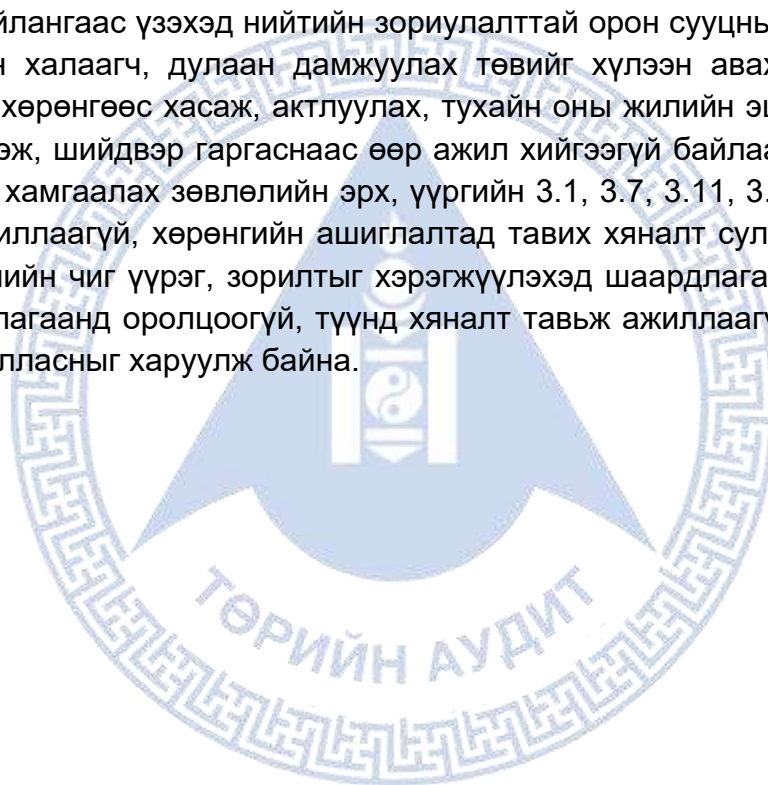 йлангаас үзэхэд нийтийн зориулалттай орон сууцны
н халаагч, дулаан дамжуулах төвийг хүлээн авах
хөрөнгөөс хасаж, актлуулах, тухайн оны жилийн эц
эж, шийдвэр гаргаснаас өөр ажил хийгээгүй байлаа
хамгаалах зөвлөлийн эрх, үүргийн 3.1, 3.7, 3.11, 3.
иллаагүй, хөрөнгийн ашиглалтад тавих хяналт сул
ийн чиг үүрэг, зорилтыг хэрэгжүүлэхэд шаардлага
лагаанд оролцоогүй, түүнд хяналт тавьж ажиллаагү
лласныг харуулж байна.
ТӨРИЙН АУДИТ